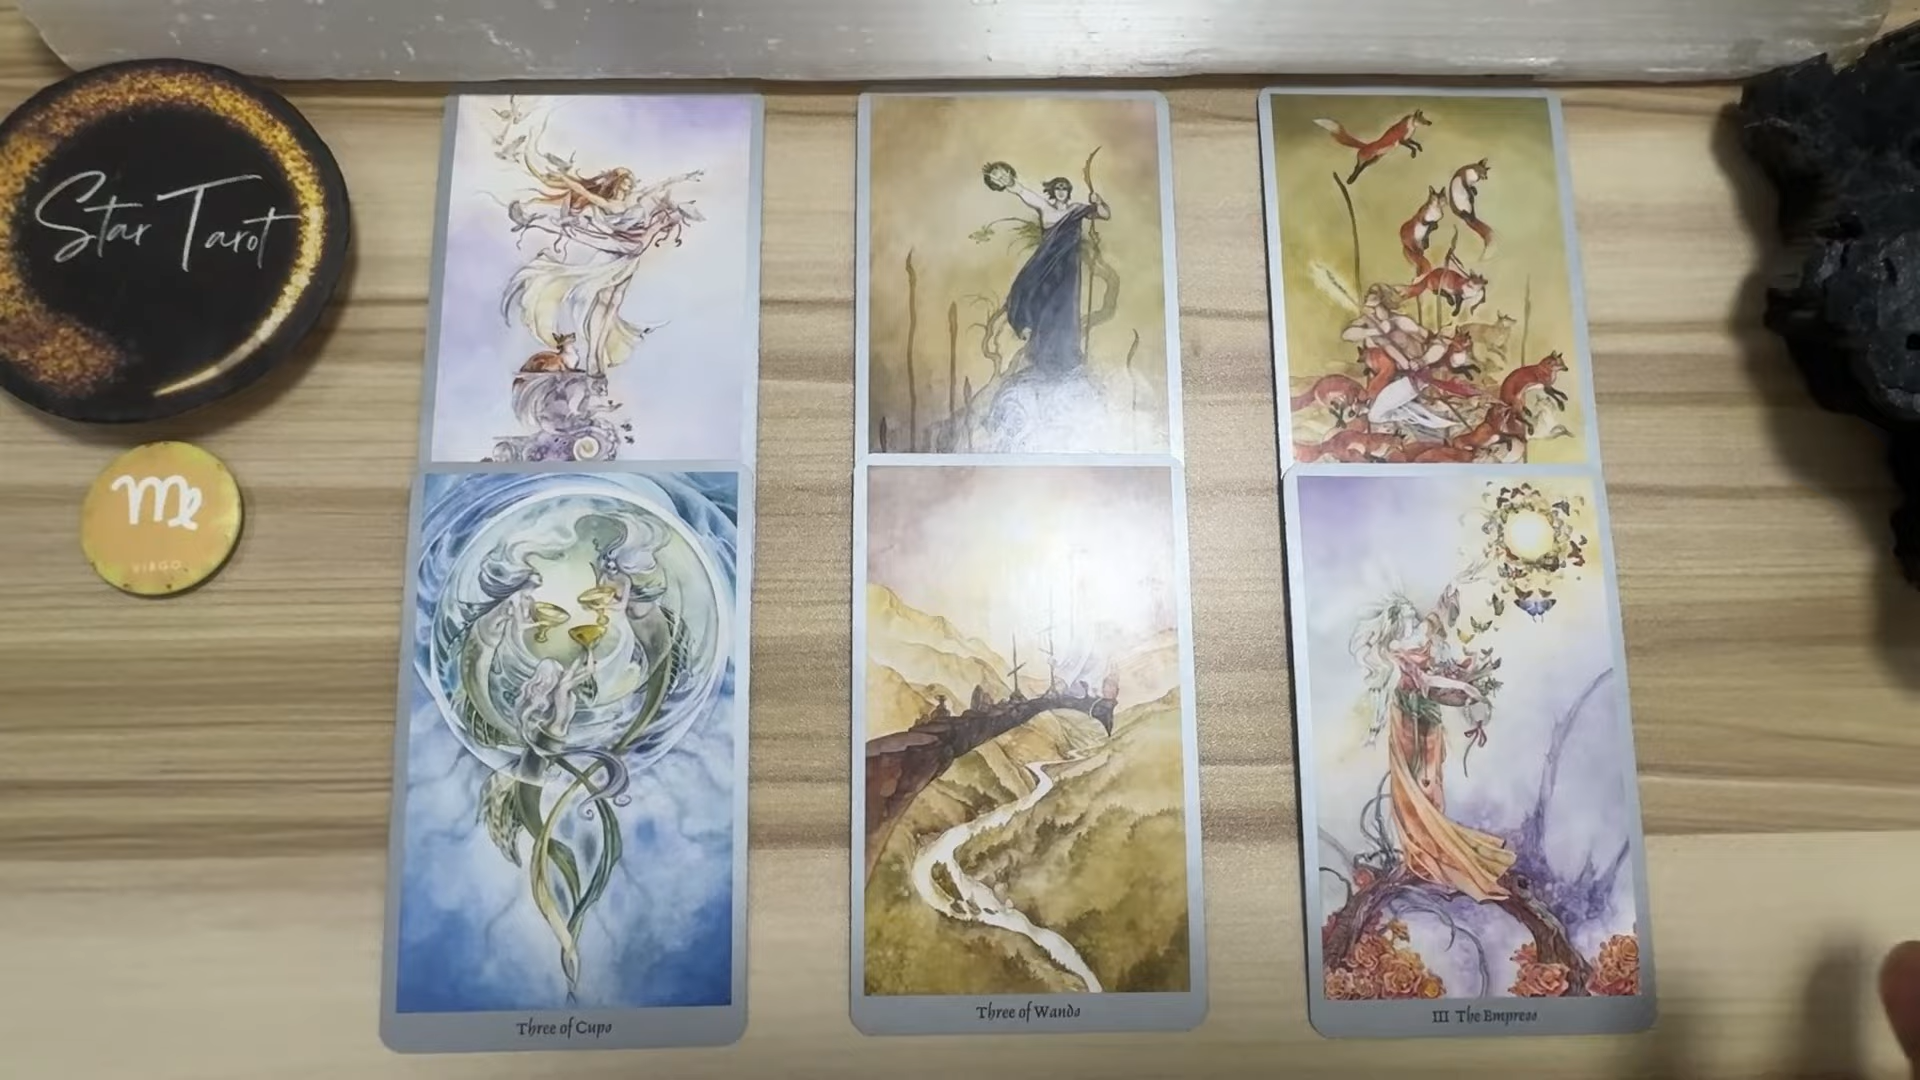 Star Tarot
VIRGO
Three of Cups
Three of Wands
III The Empress